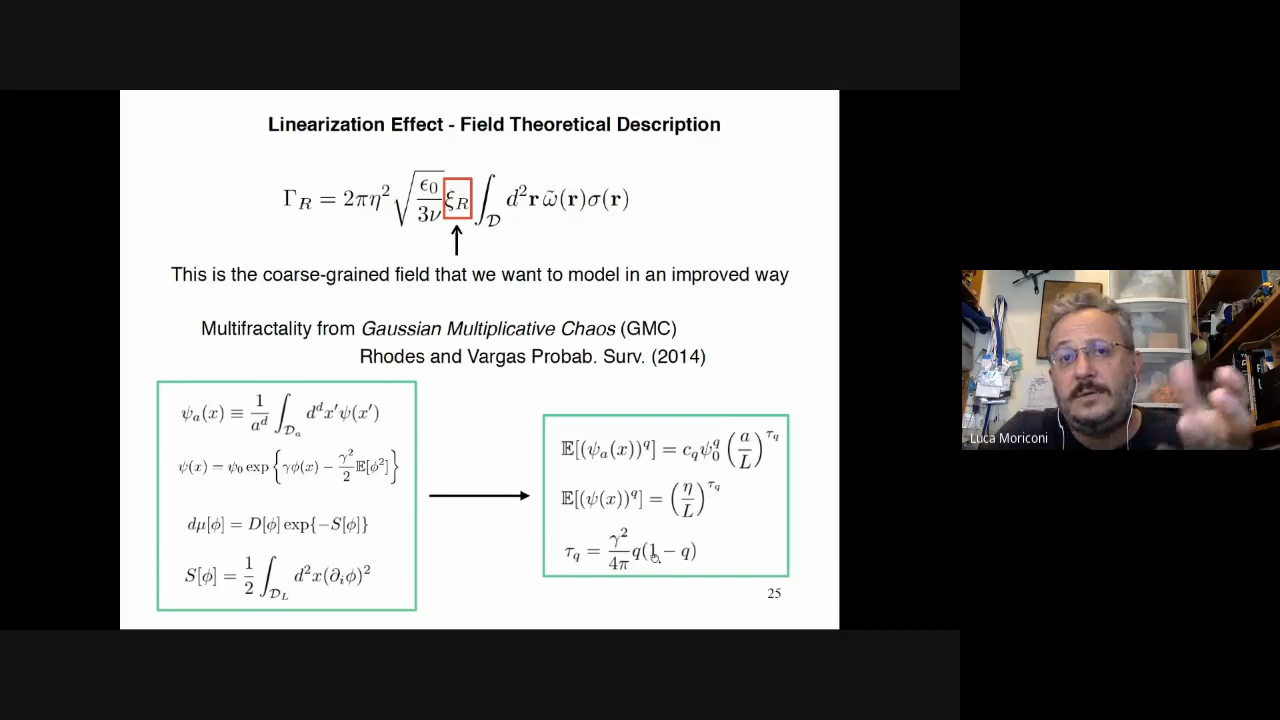 Linearization Effect - Field Theoretical Description
Γ_R = 2πη² √(ϵ₀/3ν) ξ_R ∫_𝒟 d²𝐫 ω̃(𝐫)σ(𝐫)
This is the coarse-grained field that we want to model in an improved way
Multifractality from Gaussian Multiplicative Chaos (GMC)
Rhodes and Vargas Probab. Surv. (2014)
ψ_a(x) ≡ 1/a^d ∫_{𝒟_a} d^d x′ψ(x′)
ψ(x) = ψ₀ exp{γϕ(x) − γ²/2 𝔼[ϕ²]}
dμ[ϕ] = D[ϕ] exp{−S[ϕ]}
S[ϕ] = 1/2 ∫_{𝒟_L} d²x(∂_iϕ)²
𝔼[(ψ_a(x))^q] = c_q ψ₀^q (a/L)^{τ_q}
𝔼[(ψ(x))^q] = (η/L)^{τ_q}
τ_q = γ²/4π q(1 − q)
25
Luca Moriconi